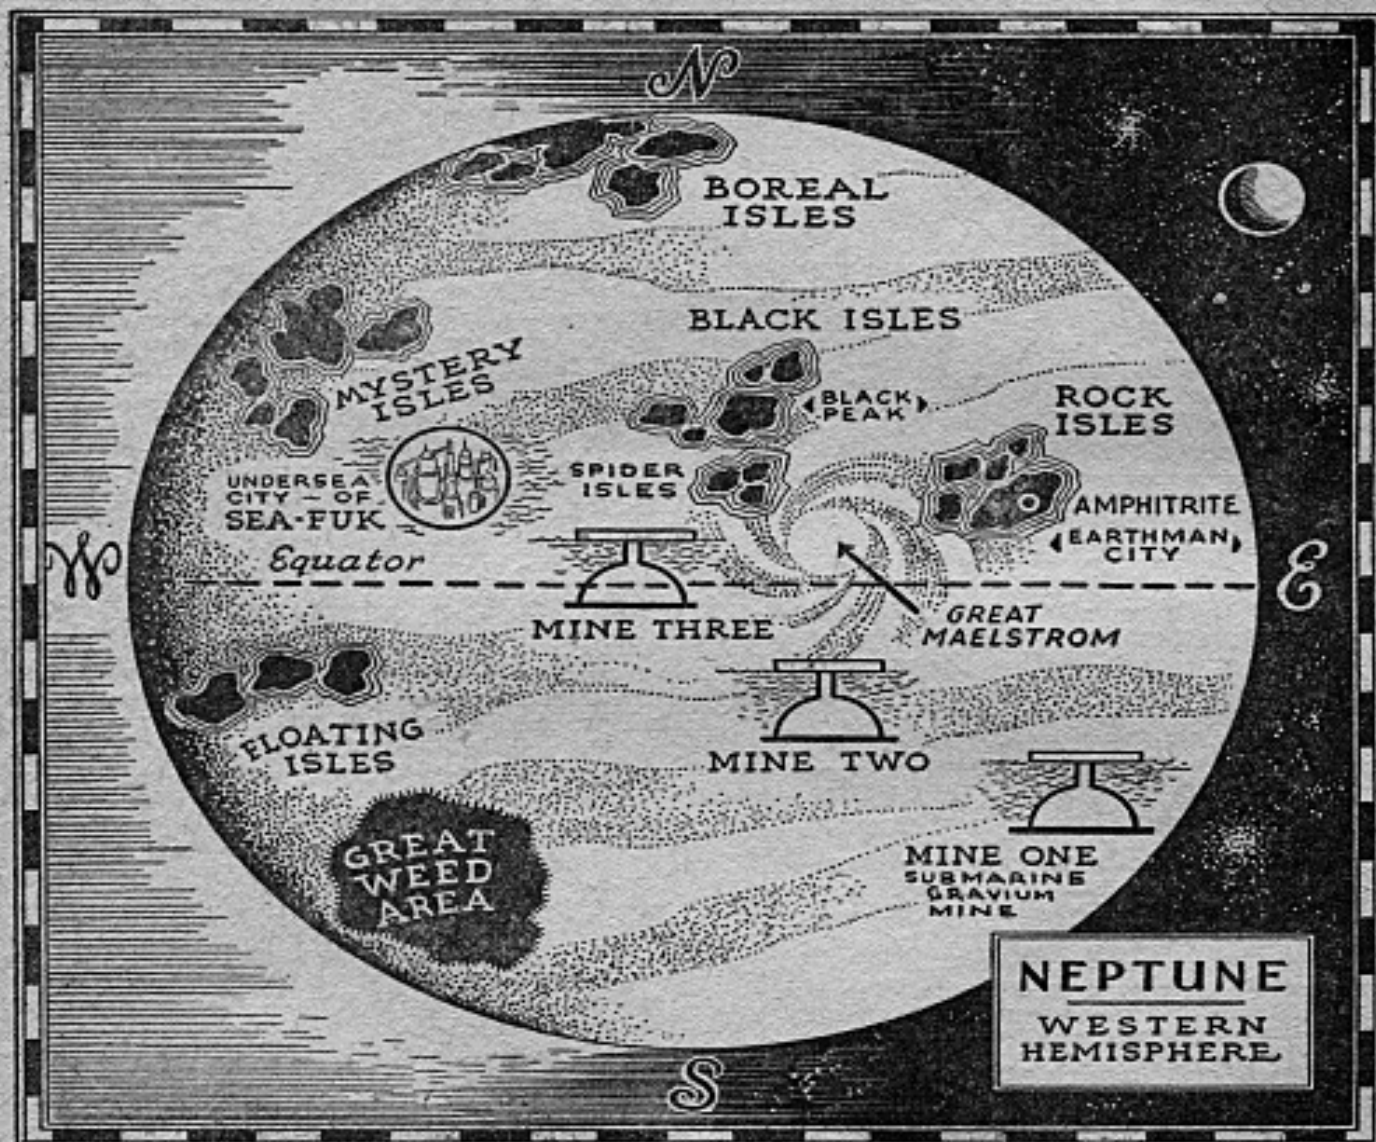 N
BOREAL
ISLES
BLACK ISLES
MYSTERY
ISLES
BLACK
PEAK
ROCK
ISLES
UNDERSEA
CITY - OF
SEA-FUK
SPIDER
ISLES
AMPHITRITE
EARTHMAN
CITY
W
Equator
E
MINE THREE
GREAT
MAELSTROM
FLOATING
ISLES
MINE TWO
GREAT
WEED
AREA
MINE ONE
SUBMARINE
GRAVIUM
MINE
NEPTUNE
WESTERN
HEMISPHERE
S